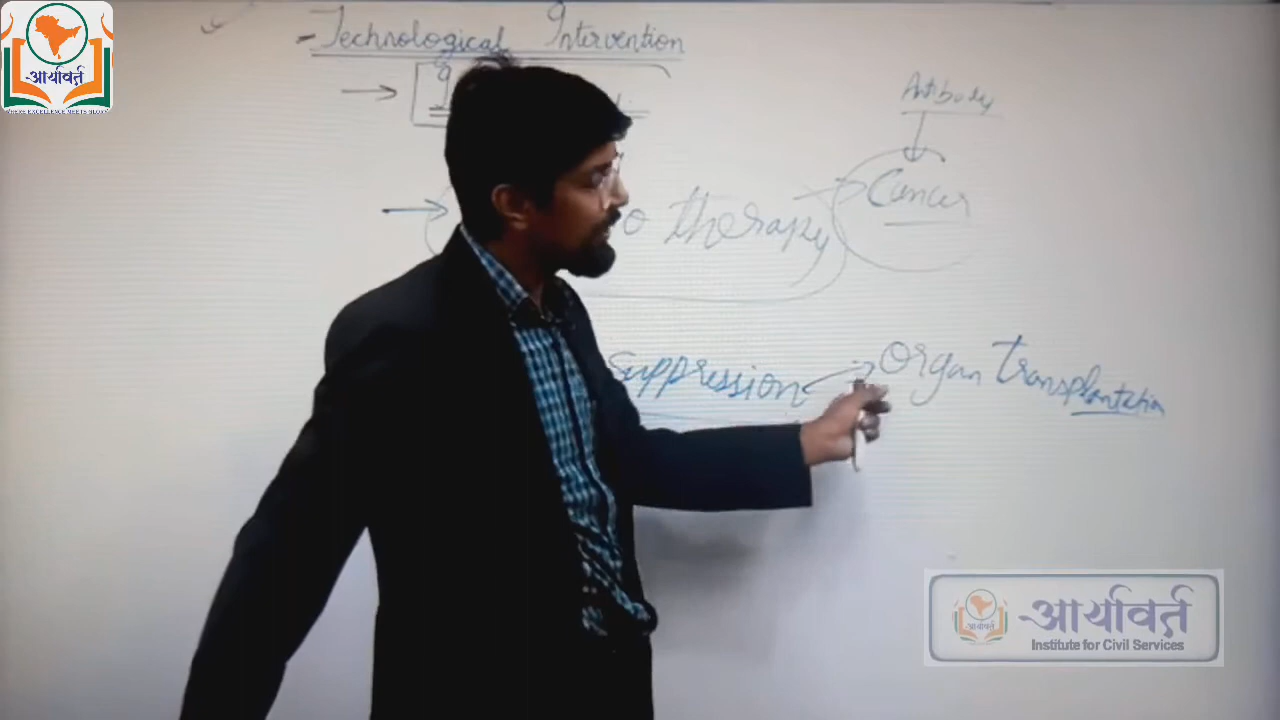 आर्यावर्त
Technological Intervention
Antibody
Cancer
therapy
Suppression → Organ transplantation
आर्यावर्त
Institute for Civil Services